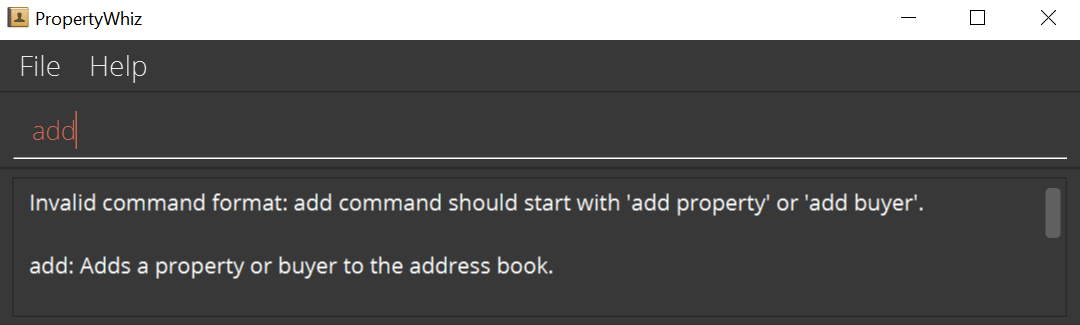 PropertyWhiz
File Help
add
Invalid command format: add command should start with 'add property' or 'add buyer'.
add: Adds a property or buyer to the address book.